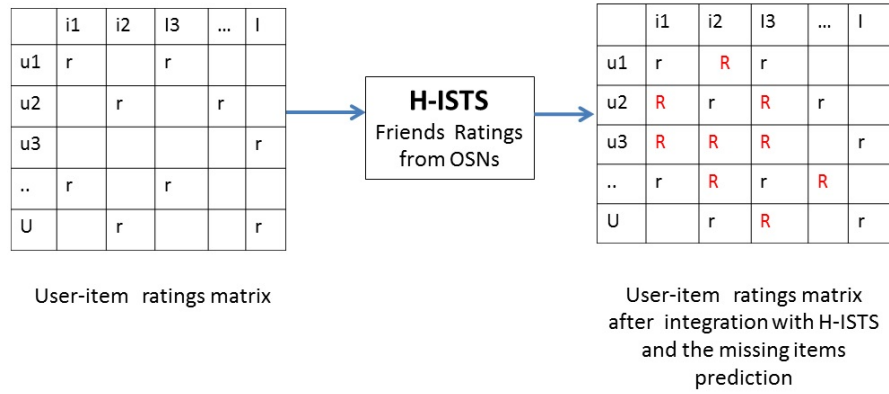 i1 i2 I3 ... I
u1 r r
u2 r r
u3 r
.. r r
U r r
User-item ratings matrix
H-ISTS
Friends Ratings
from OSNs
i1 i2 I3 ... I
u1 r R r
u2 R r R r
u3 R R R r
.. r R r R
U r R r
User-item ratings matrix
after integration with H-ISTS
and the missing items
prediction